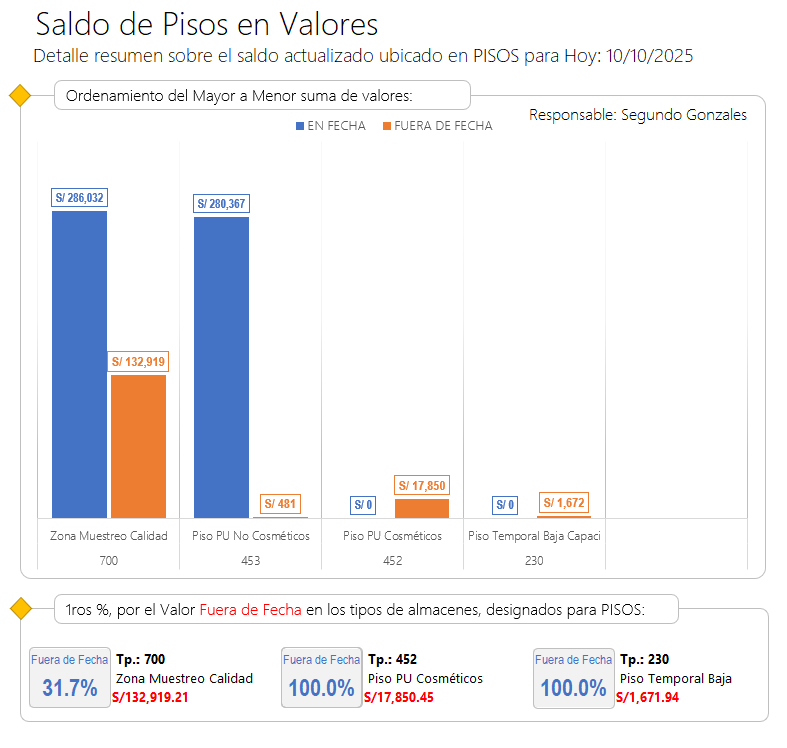 Saldo de Pisos en Valores
Detalle resumen sobre el saldo actualizado ubicado en PISOS para Hoy: 10/10/2025
Ordenamiento del Mayor a Menor suma de valores:
Responsable: Segundo Gonzales
EN FECHA FUERA DE FECHA
S/ 286,032
S/ 280,367
S/ 132,919
S/ 481
S/ 0
S/ 17,850
S/ 0
S/ 1,672
Zona Muestreo Calidad Piso PU No Cosméticos Piso PU Cosméticos Piso Temporal Baja Capaci
700 453 452 230
1ros %, por el Valor Fuera de Fecha en los tipos de almacenes, designados para PISOS:
Fuera de Fecha
31.7%
Tp.: 700
Zona Muestreo Calidad
S/132,919.21
Fuera de Fecha
100.0%
Tp.: 452
Piso PU Cosméticos
S/17,850.45
Fuera de Fecha
100.0%
Tp.: 230
Piso Temporal Baja
S/1,671.94